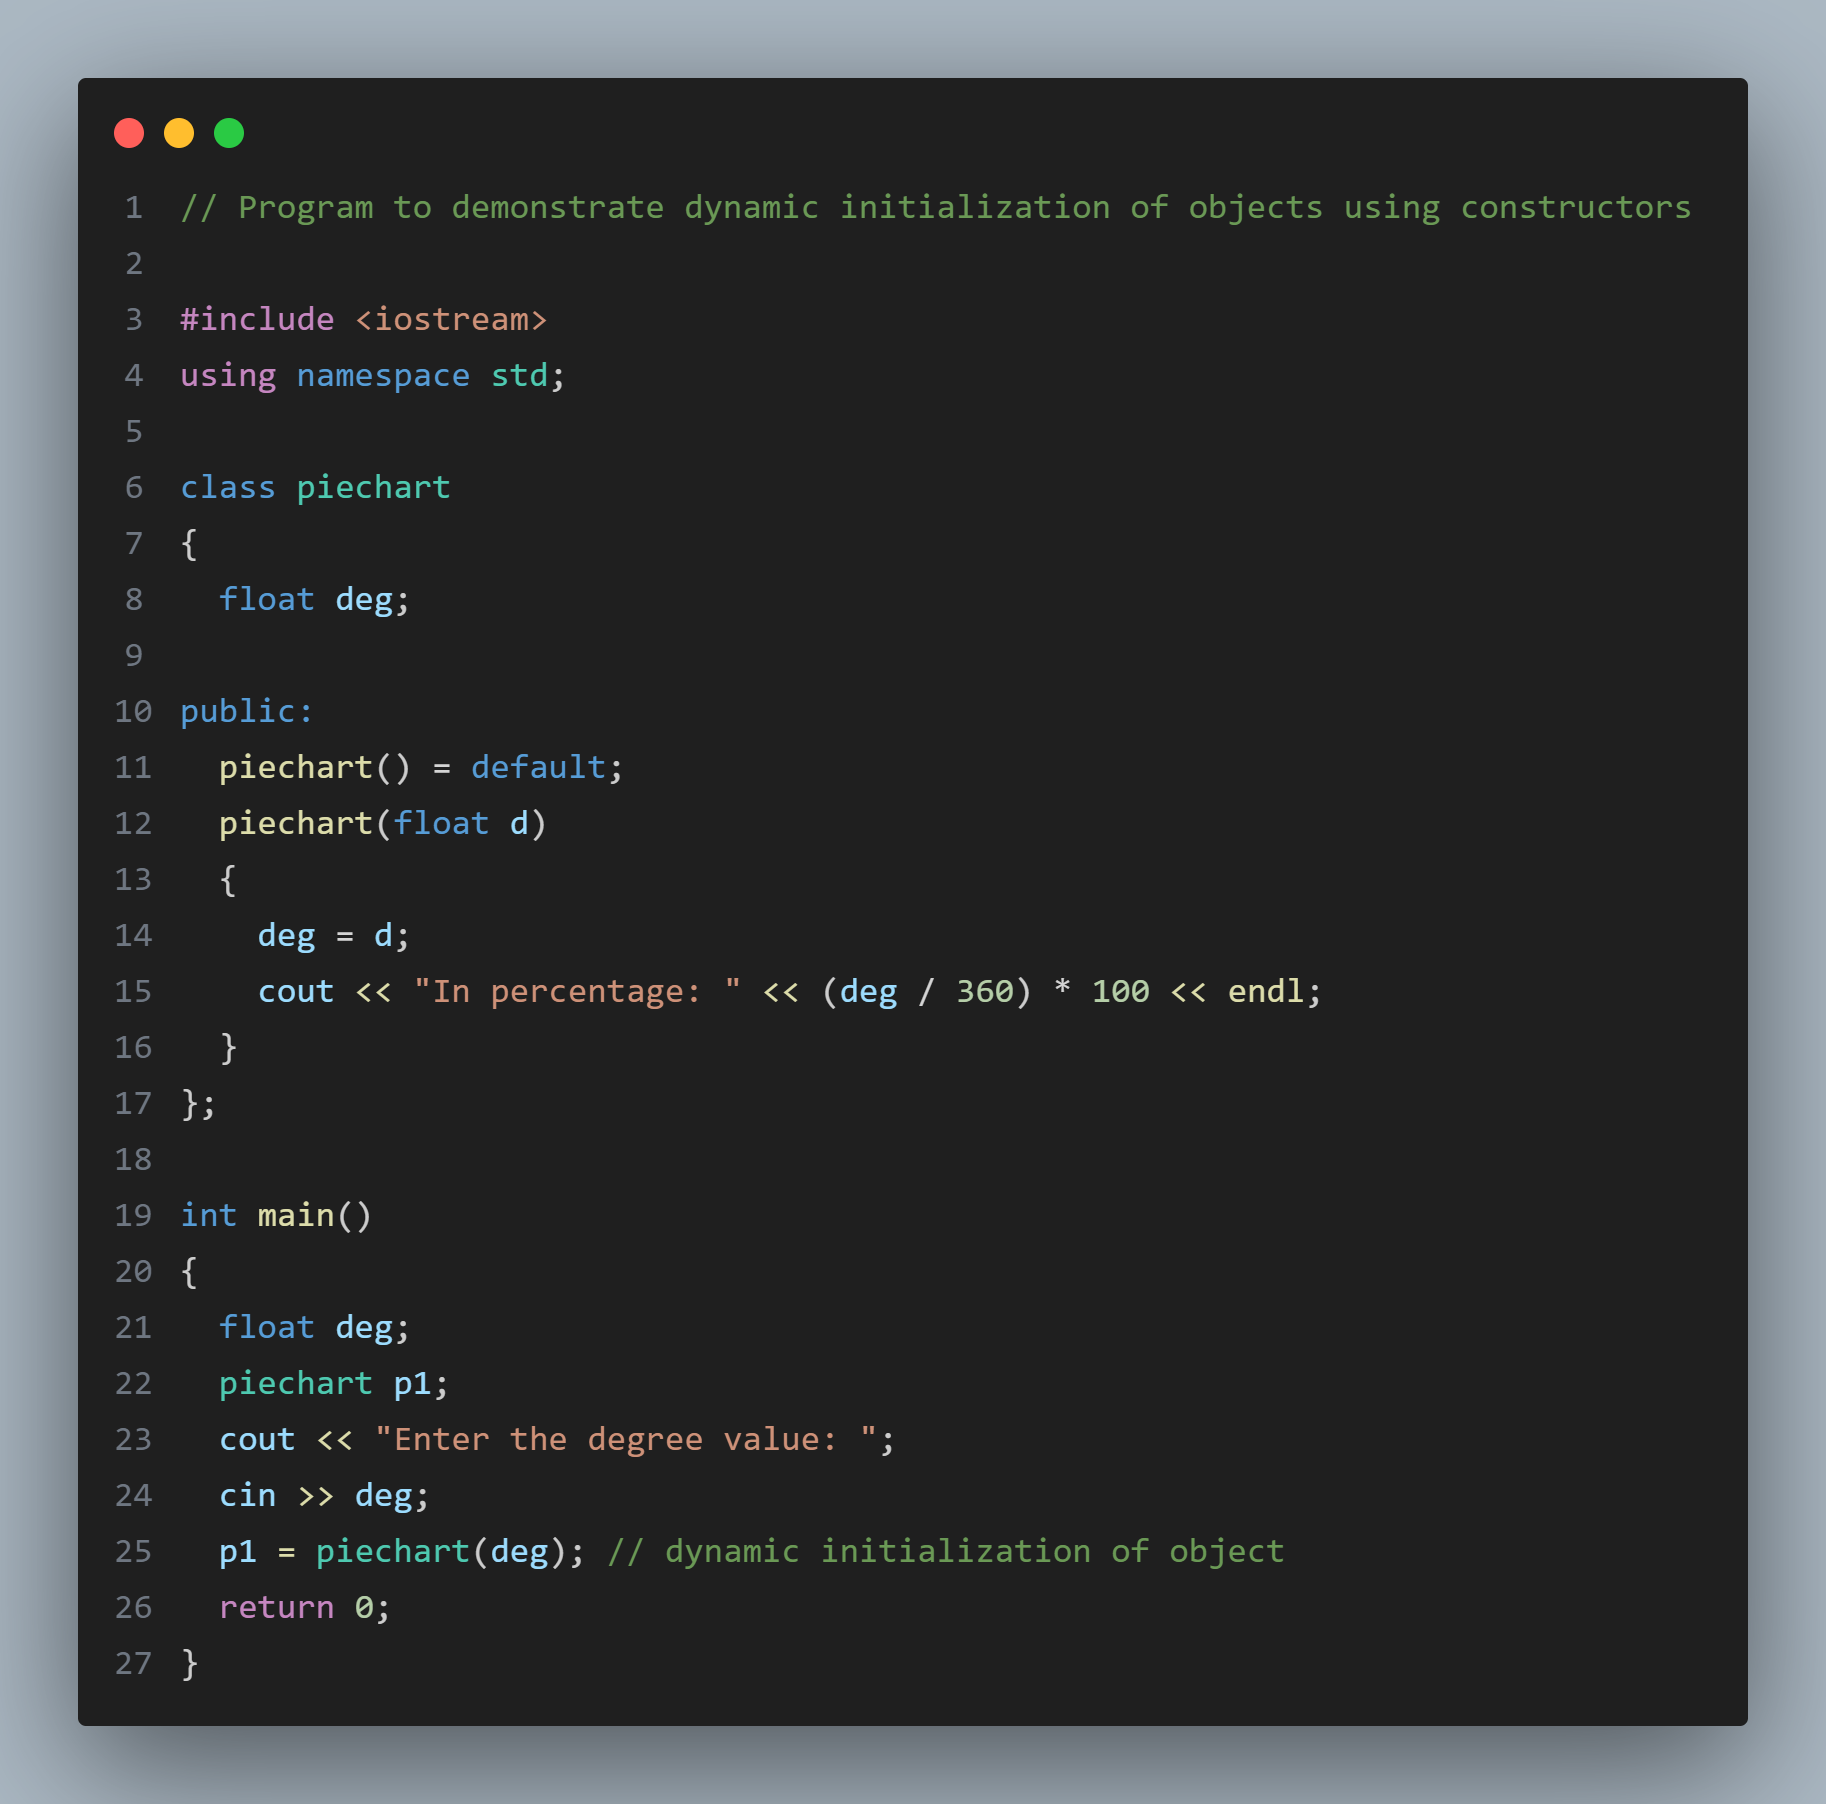 1 // Program to demonstrate dynamic initialization of objects using constructors
2
3 #include <iostream>
4 using namespace std;
5
6 class piechart
7 {
8   float deg;
9
10 public:
11   piechart() = default;
12   piechart(float d)
13   {
14     deg = d;
15     cout << "In percentage: " << (deg / 360) * 100 << endl;
16   }
17 };
18
19 int main()
20 {
21   float deg;
22   piechart p1;
23   cout << "Enter the degree value: ";
24   cin >> deg;
25   p1 = piechart(deg); // dynamic initialization of object
26   return 0;
27 }